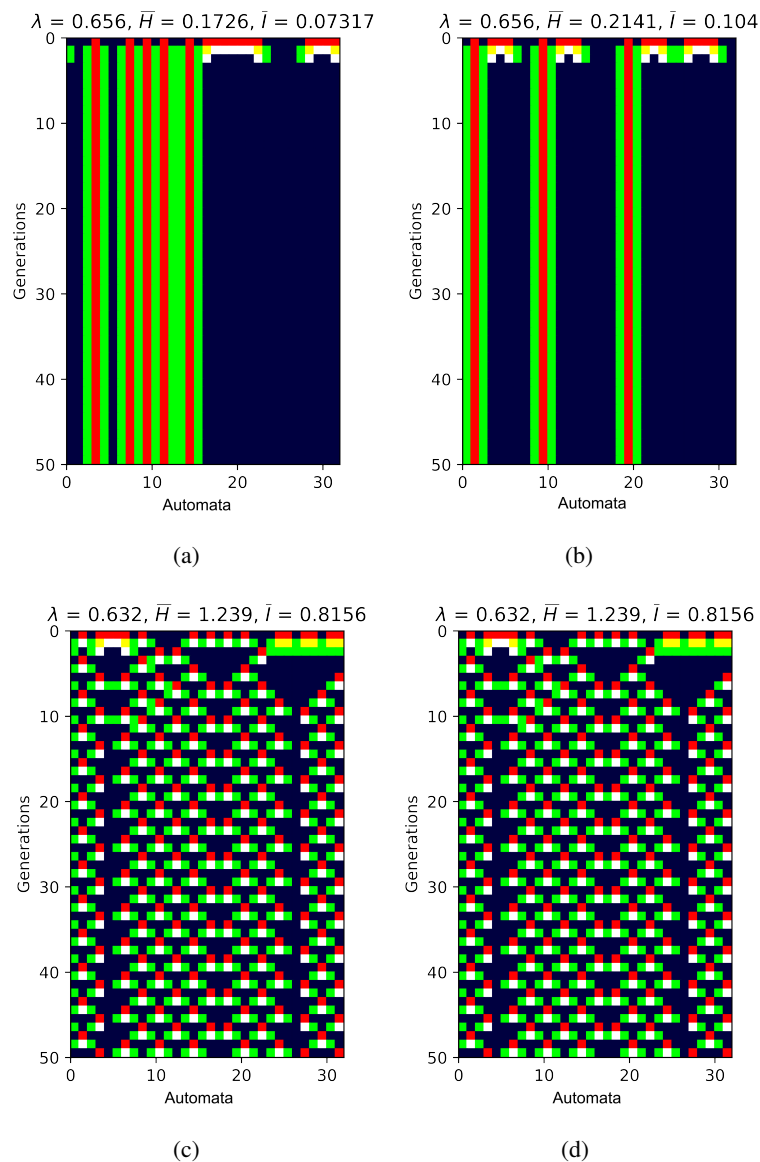 λ = 0.656, H̅ = 0.1726, Ī = 0.07317
0
10
20
30
40
50
Generations
0 10 20 30
Automata
(a)
λ = 0.656, H̅ = 0.2141, Ī = 0.104
0
10
20
30
40
50
Generations
0 10 20 30
Automata
(b)
λ = 0.632, H̅ = 1.239, Ī = 0.8156
0
10
20
30
40
50
Generations
0 10 20 30
Automata
(c)
λ = 0.632, H̅ = 1.239, Ī = 0.8156
0
10
20
30
40
50
Generations
0 10 20 30
Automata
(d)